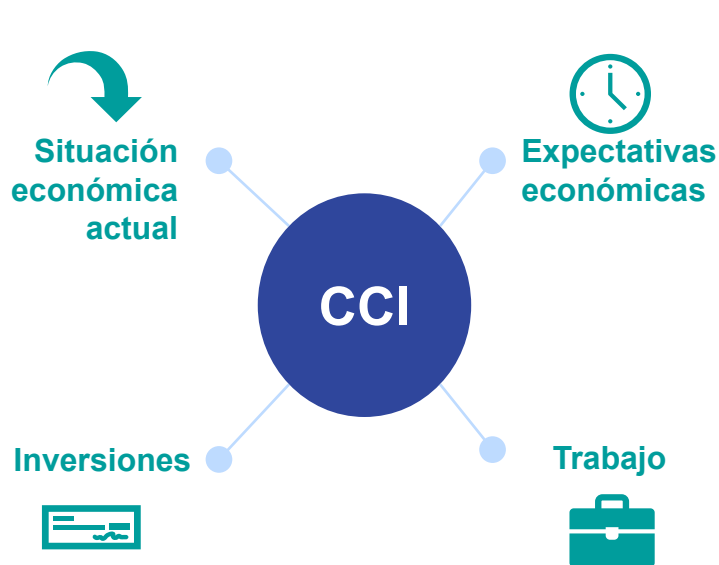 Situación
económica
actual
Expectativas
económicas
CCI
Inversiones
Trabajo